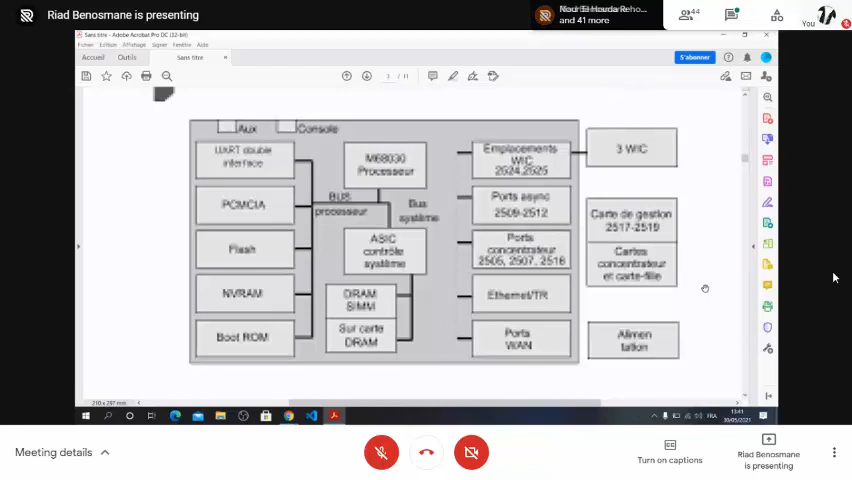 Riad Benosmane is presenting
and 41 more
44
You
Sans titre - Adobe Acrobat Pro DC (32-bit)
Fichier Edition Affichage Signer Fenêtre Aide
Accueil
Outils
Sans titre
S'abonner
/ 11
Aux
Console
UART double
interface
PCMCIA
Flash
NVRAM
Boot ROM
M68030
Processeur
BUS
processeur
Bus
système
ASIC
contrôle
système
DRAM
SIMM
Sur carte
DRAM
Emplacements
WIC
2524,2525
Ports async
2509-2512
Ports
concentrateur
2505, 2507, 2516
Ethernet/TR
Ports
WAN
3 WIC
Carte de gestion
2517-2519
Cartes
concentrateur
et carte-fille
Alimen
tation
210 x 297 mm
FRA
13:41
30/05/2021
Meeting details
Turn on captions
Riad Benosmane
is presenting